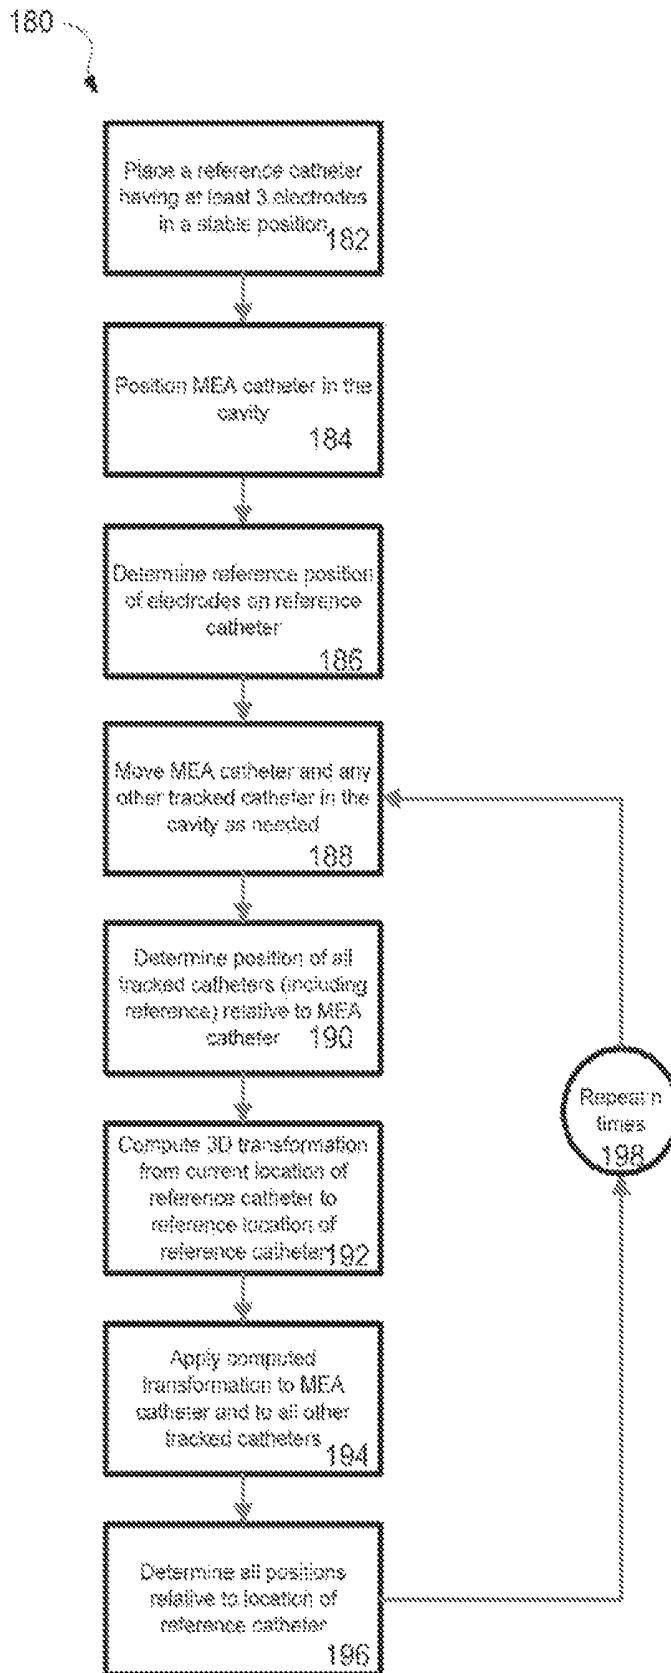 180
Place a reference catheter
having at least 3 electrodes
in a stable position
182
Position MEA catheter in the
cavity
184
Determine reference position
of electrodes on reference
catheter
186
Move MEA catheter and any
other tracked catheter in the
cavity as needed
188
Determine position of all
tracked catheters (including
reference) relative to MEA
catheter 190
Compute 3D transformation
from current location of
reference catheter to
reference location of
reference catheter 192
Apply computed
transformation to MEA
catheter and to all other
tracked catheters 194
Determine all positions
relative to location of
reference catheter
196
Repeat n
times
198